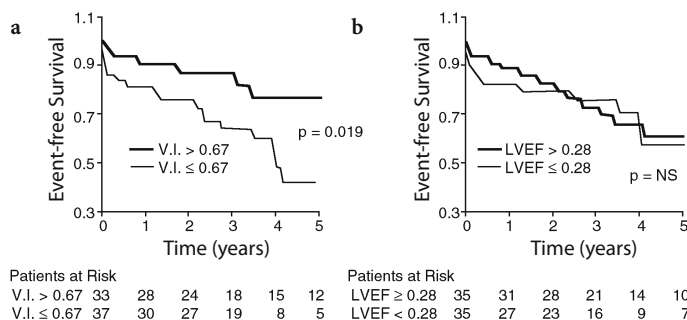 a
1.1
0.9
0.7
0.5
0.3
Event-free Survival
p = 0.019
V.I. > 0.67
V.I. ≤ 0.67
0 1 2 3 4 5
Time (years)
Patients at Risk
V.I. > 0.67 33 28 24 18 15 12
V.I. ≤ 0.67 37 30 27 19 8 5
b
1.1
0.9
0.7
0.5
0.3
Event-free Survival
LVEF > 0.28
LVEF ≤ 0.28
p = NS
0 1 2 3 4 5
Time (years)
Patients at Risk
LVEF ≥ 0.28 35 31 28 21 14 10
LVEF < 0.28 35 27 23 16 9 7